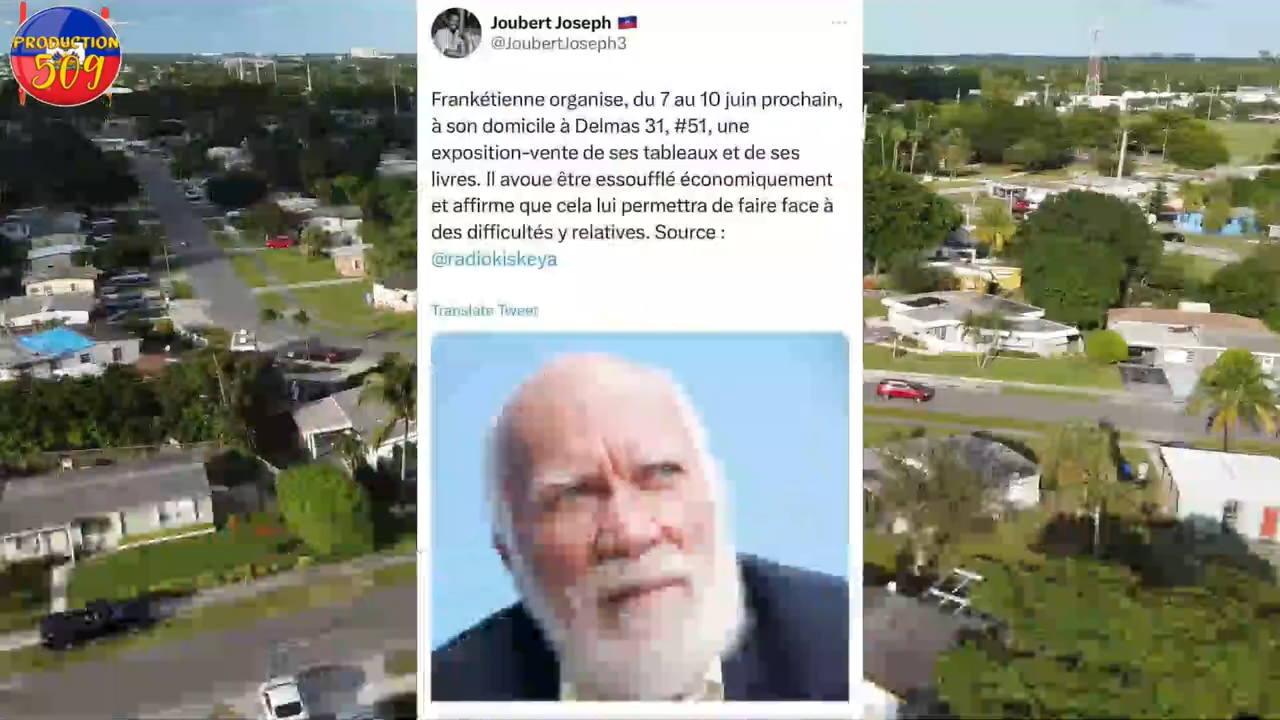 PRODUCTION
509
Joubert Joseph
@JoubertJoseph3
Frankétienne organise, du 7 au 10 juin prochain,
à son domicile à Delmas 31, #51, une
exposition-vente de ses tableaux et de ses
livres. Il avoue être essoufflé économiquement
et affirme que cela lui permettra de faire face à
des difficultés y relatives. Source :
@radiokiskeya
Translate Tweet